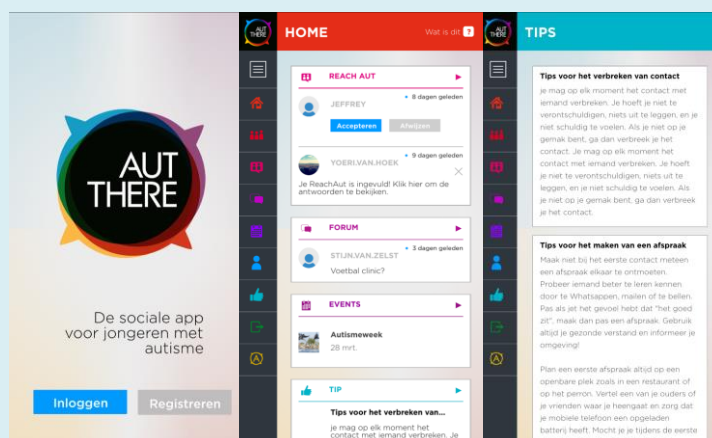 AUT
THERE
De sociale app
voor jongeren met
autisme
Inloggen
Registreren
AUT
THERE
HOME
Wat is dit ?
REACH AUT
8 dagen geleden
JEFFREY
Accepteren
Afwijzen
9 dagen geleden
YOERI.VAN.HOEK
Je ReachAut is ingevuld! Klik hier om de
antwoorden te bekijken.
FORUM
3 dagen geleden
STIJN.VAN.ZELST
Voetbal clinic?
EVENTS
Autismeweek
28 mrt.
TIP
Tips voor het verbreken van...
je mag op elk moment het
contact met iemand verbreken. Je
AUT
THERE
TIPS
Tips voor het verbreken van contact
je mag op elk moment het contact met
iemand verbreken. Je hoeft je niet te
verontschuldigen, niets uit te leggen, en je
niet schuldig te voelen. Als je niet op je
gemak bent, ga dan verbreek je het
contact. Je mag op elk moment het
contact met iemand verbreken. Je hoeft
je niet te verontschuldigen, niets uit te
leggen, en je niet schuldig te voelen. Als
je niet op je gemak bent, ga dan verbreek
je het contact.
Tips voor het maken van een afspraak
Maak niet bij het eerste contact meteen
een afspraak elkaar te ontmoeten.
Probeer iemand beter te leren kennen
door te Whatsappen, mailen of te bellen.
Pas als jet het gevoel hebt dat "het goed
zit", maak dan pas een afspraak. Gebruik
altijd je gezonde verstand en informeer je
omgeving!
Plan een eerste afspraak altijd op een
openbare plek zoals in een restaurant of
op het perron. Vertel een van je ouders of
je vrienden waar je heengaat en zorg dat
je mobiele telefoon een opgeladen
batterij heeft. Mocht je je tijdens de eerste